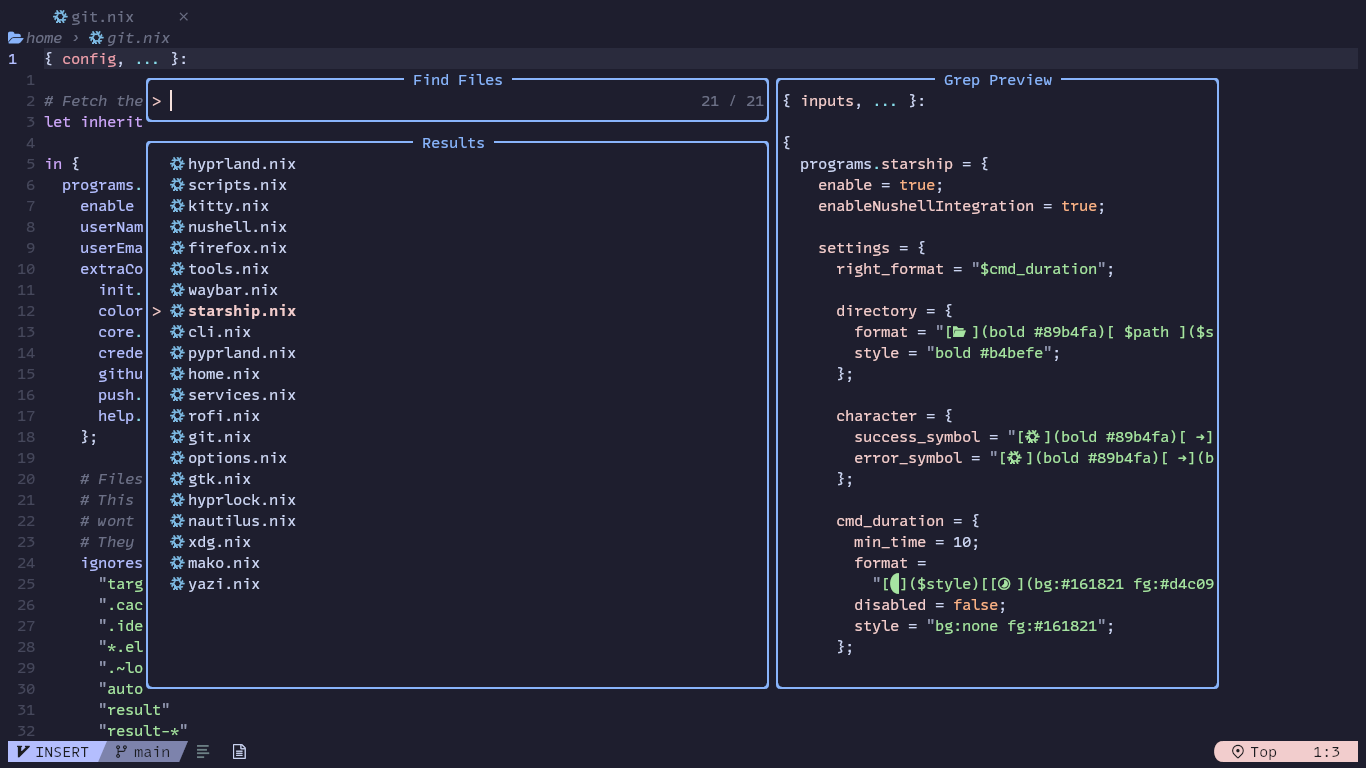 git.nix ×
home › git.nix
1 { config, ... }:
1
2 # Fetch the
3 let inherit
4
5 in {
6 programs.
7 enable
8 userNam
9 userEma
10 extraCo
11 init.
12 color
13 core.
14 crede
15 githu
16 push.
17 help.
18 };
19
20 # Files
21 # This
22 # wont
23 # They
24 ignores
25 "targ
26 ".cac
27 ".ide
28 "*.el
29 ".~lo
30 "auto
31 "result"
32 "result-*"
Find Files
> 21 / 21
Results
hyprland.nix
scripts.nix
kitty.nix
nushell.nix
firefox.nix
tools.nix
waybar.nix
> starship.nix
cli.nix
pyprland.nix
home.nix
services.nix
rofi.nix
git.nix
options.nix
gtk.nix
hyprlock.nix
nautilus.nix
xdg.nix
mako.nix
yazi.nix
Grep Preview
{ inputs, ... }:
{
programs.starship = {
enable = true;
enableNushellIntegration = true;
settings = {
right_format = "$cmd_duration";
directory = {
format = "[ ](bold #89b4fa)[ $path ]($s
style = "bold #b4befe";
};
character = {
success_symbol = "[ ](bold #89b4fa)[ ➜]
error_symbol = "[ ](bold #89b4fa)[ ➜](b
};
cmd_duration = {
min_time = 10;
format =
"[ ]($style)[[ ](bg:#161821 fg:#d4c09
disabled = false;
style = "bg:none fg:#161821";
};
INSERT main
Top 1:3